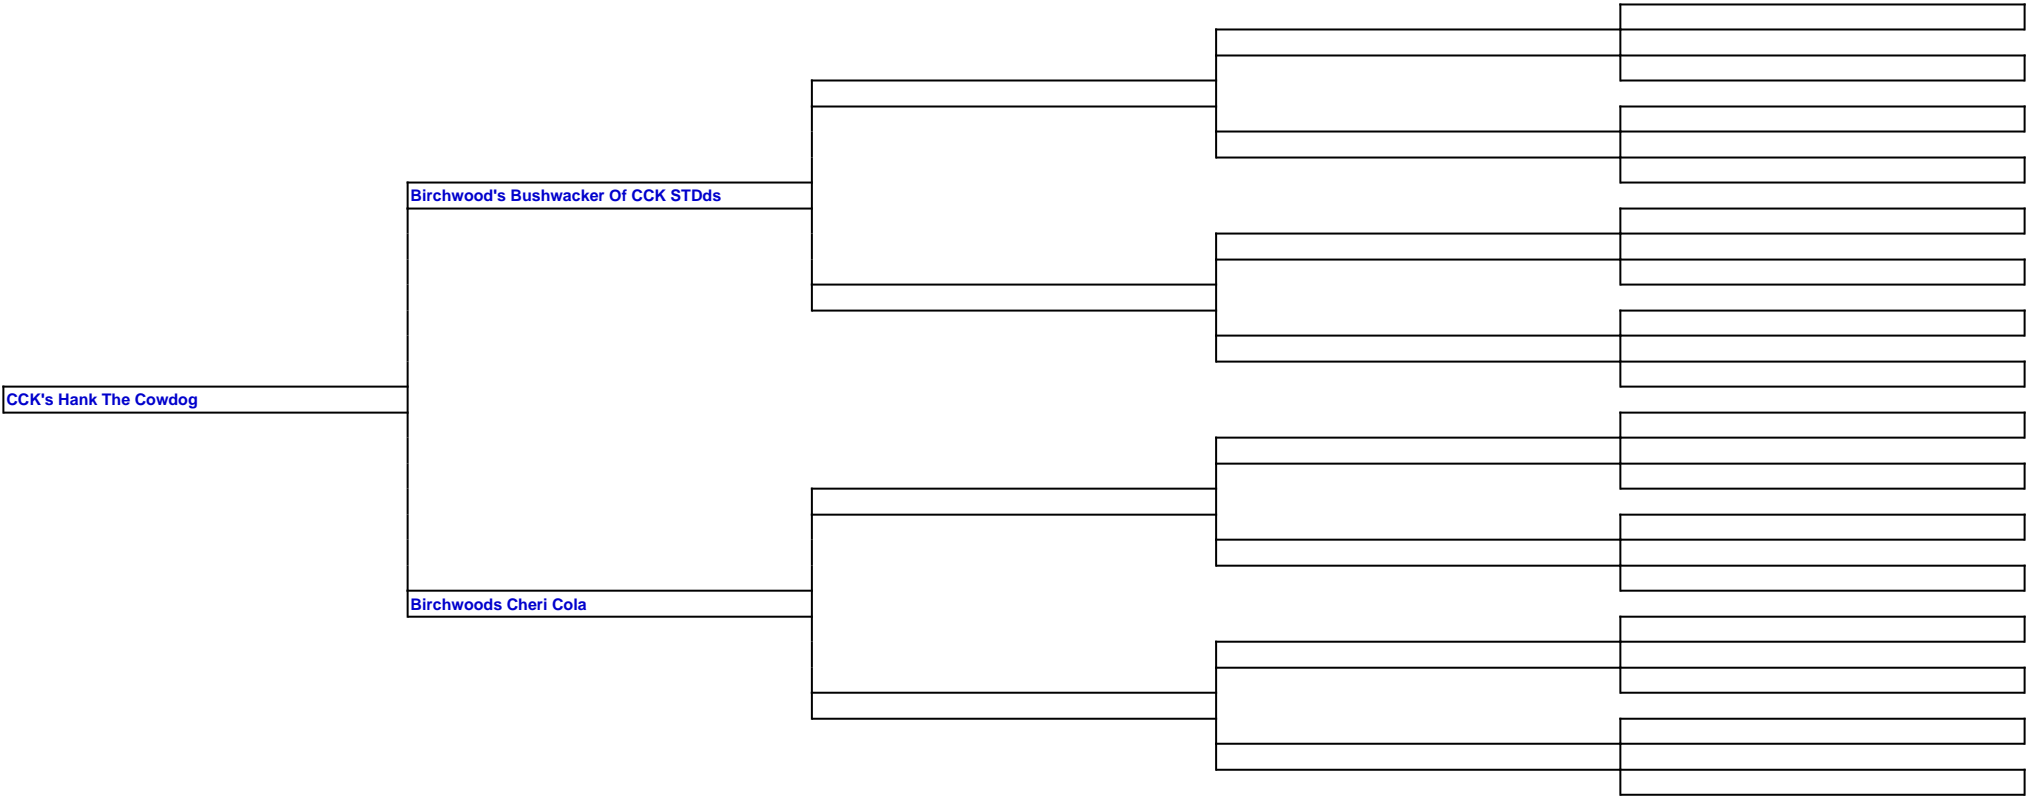 Birchwood's Bushwacker Of CCK STDds
CCK's Hank The Cowdog
Birchwoods Cheri Cola